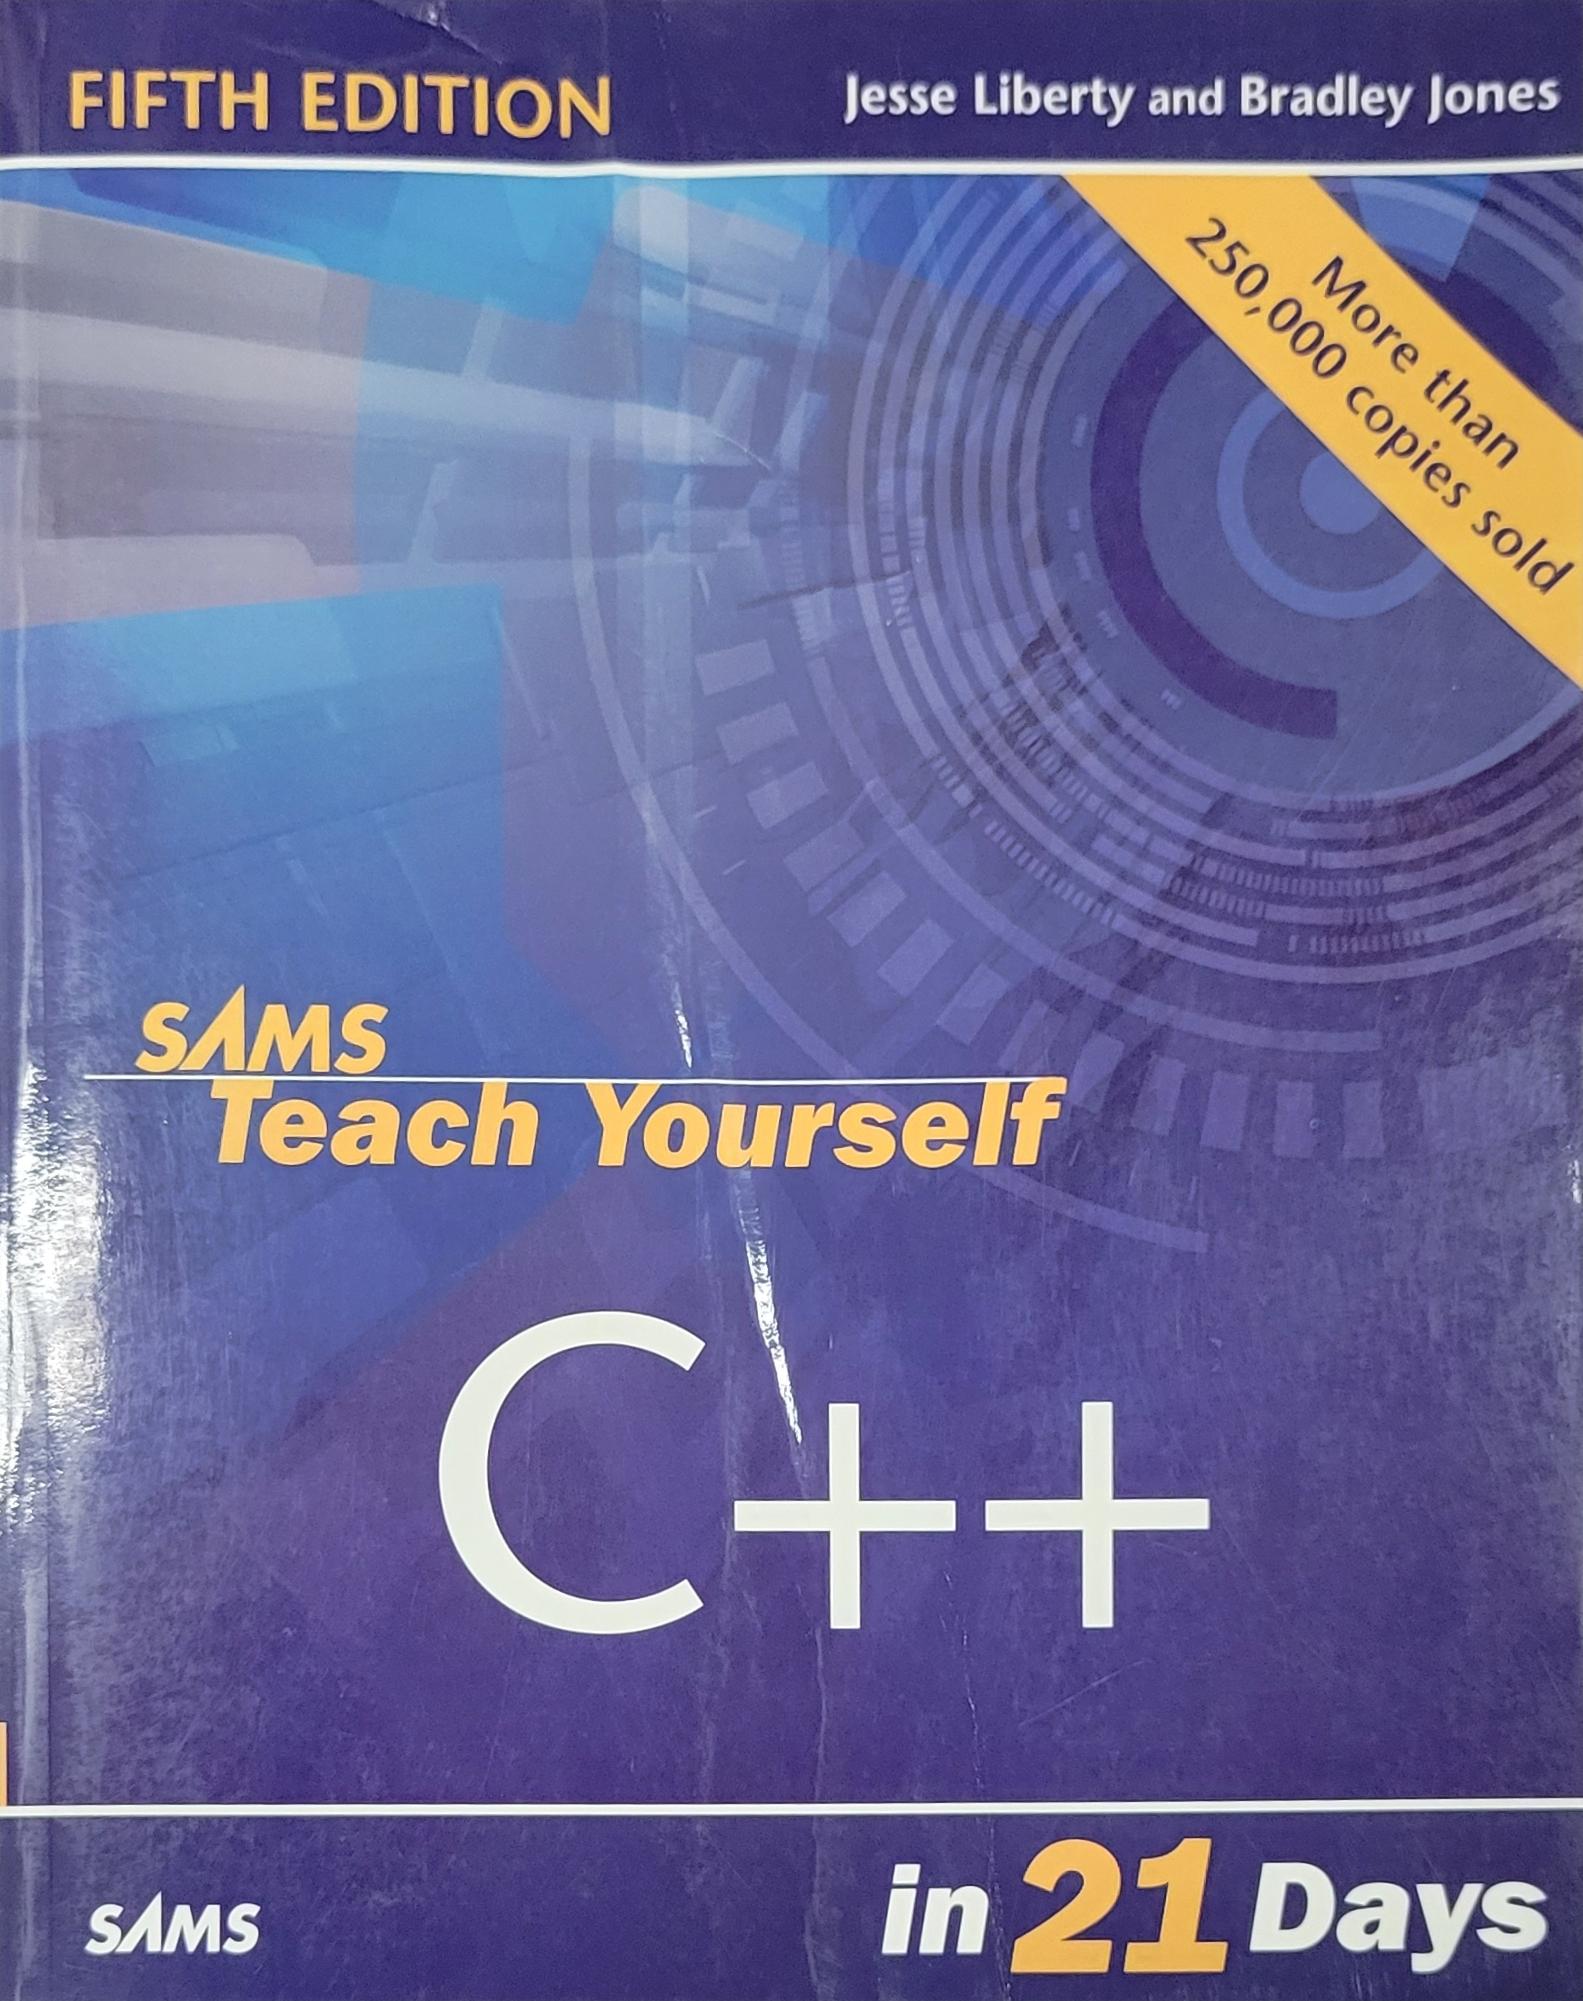 FIFTH EDITION
Jesse Liberty and Bradley Jones
More than
250,000 copies sold
SAMS
Teach Yourself
C++
in 21 Days
SAMS